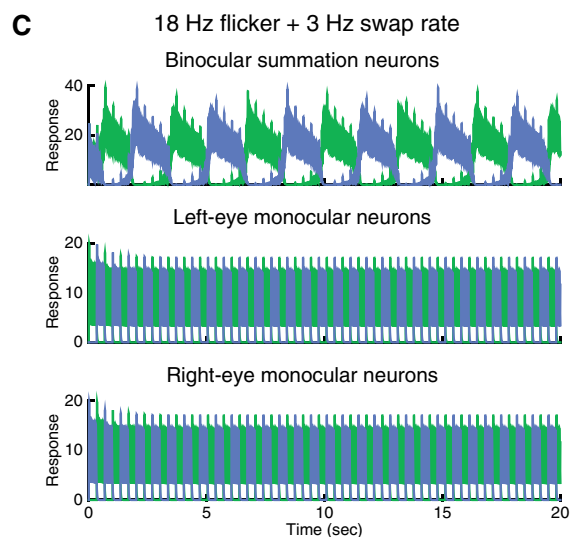 C
18 Hz flicker + 3 Hz swap rate
Binocular summation neurons
40
20
Response
Left-eye monocular neurons
20
10
0
Response
Right-eye monocular neurons
20
10
0
Response
0 5 10 15 20
Time (sec)